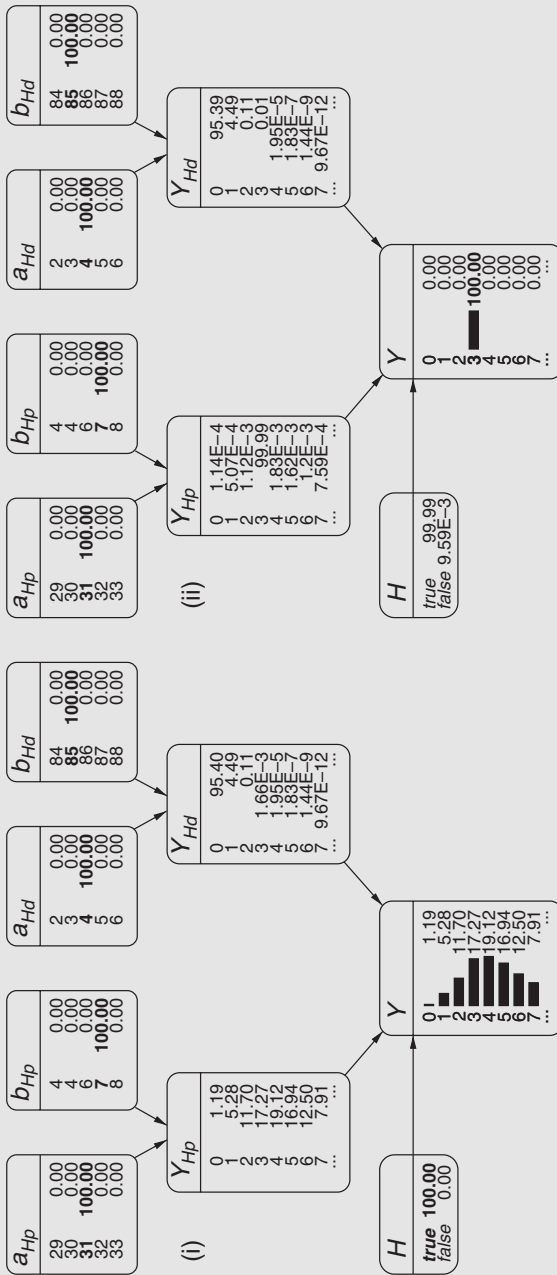 a_Hp
29 0.00
30 0.00
31 100.00
32 0.00
33 0.00
b_Hp
4 0.00
4 0.00
6 0.00
7 100.00
8 0.00
a_Hd
2 0.00
3 0.00
4 100.00
5 0.00
6 0.00
b_Hd
84 0.00
85 100.00
86 0.00
87 0.00
88 0.00
(i)
Y_Hp
0 1.19
1 5.28
2 11.70
3 17.27
4 19.12
5 16.94
6 12.50
7 7.91
... ...
Y_Hd
0 95.40
1 4.49
2 0.11
3 1.66E−3
4 1.95E−5
5 1.83E−7
6 1.44E−9
7 9.67E−12
... ...
H
true 100.00
false 0.00
Y
0 1.19
1 5.28
2 11.70
3 17.27
4 19.12
5 16.94
6 12.50
7 7.91
... ...
a_Hp
29 0.00
30 0.00
31 100.00
32 0.00
33 0.00
b_Hp
4 0.00
4 0.00
6 0.00
7 100.00
8 0.00
a_Hd
2 0.00
3 0.00
4 100.00
5 0.00
6 0.00
b_Hd
84 0.00
85 100.00
86 0.00
87 0.00
88 0.00
(ii)
Y_Hp
0 1.14E−4
1 5.07E−4
2 1.12E−3
3 99.99
4 1.83E−3
5 1.62E−3
6 1.2E−3
7 7.59E−4
... ...
Y_Hd
0 95.39
1 4.49
2 0.11
3 0.01
4 1.95E−5
5 1.83E−7
6 1.44E−9
7 9.67E−12
... ...
H
true 99.99
false 9.59E−3
Y
0 0.00
1 0.00
2 0.00
3 100.00
4 0.00
5 0.00
6 0.00
7 0.00
... ...